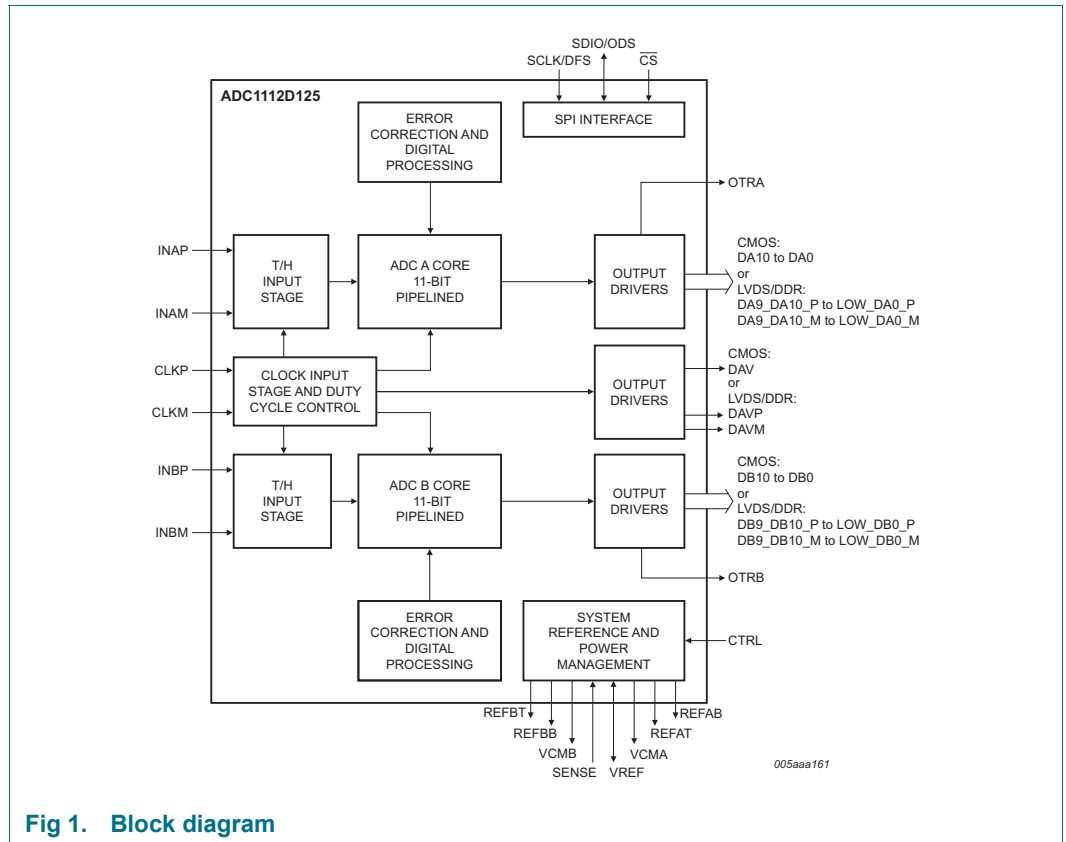 SDIO/ODS
SCLK/DFS
CS
ADC1112D125
ERROR
CORRECTION AND
DIGITAL
PROCESSING
SPI INTERFACE
OTRA
INAP
INAM
T/H
INPUT
STAGE
ADC A CORE
11-BIT
PIPELINED
OUTPUT
DRIVERS
CMOS:
DA10 to DA0
or
LVDS/DDR:
DA9_DA10_P to LOW_DA0_P
DA9_DA10_M to LOW_DA0_M
CLKP
CLKM
CLOCK INPUT
STAGE AND DUTY
CYCLE CONTROL
OUTPUT
DRIVERS
CMOS:
DAV
or
LVDS/DDR:
DAVP
DAVM
INBP
INBM
T/H
INPUT
STAGE
ADC B CORE
11-BIT
PIPELINED
OUTPUT
DRIVERS
CMOS:
DB10 to DB0
or
LVDS/DDR:
DB9_DB10_P to LOW_DB0_P
DB9_DB10_M to LOW_DB0_M
OTRB
ERROR
CORRECTION AND
DIGITAL
PROCESSING
SYSTEM
REFERENCE AND
POWER
MANAGEMENT
CTRL
REFBT
REFBB
VCMB
SENSE
VREF
VCMA
REFAT
REFAB
005aaa161
Fig 1. Block diagram